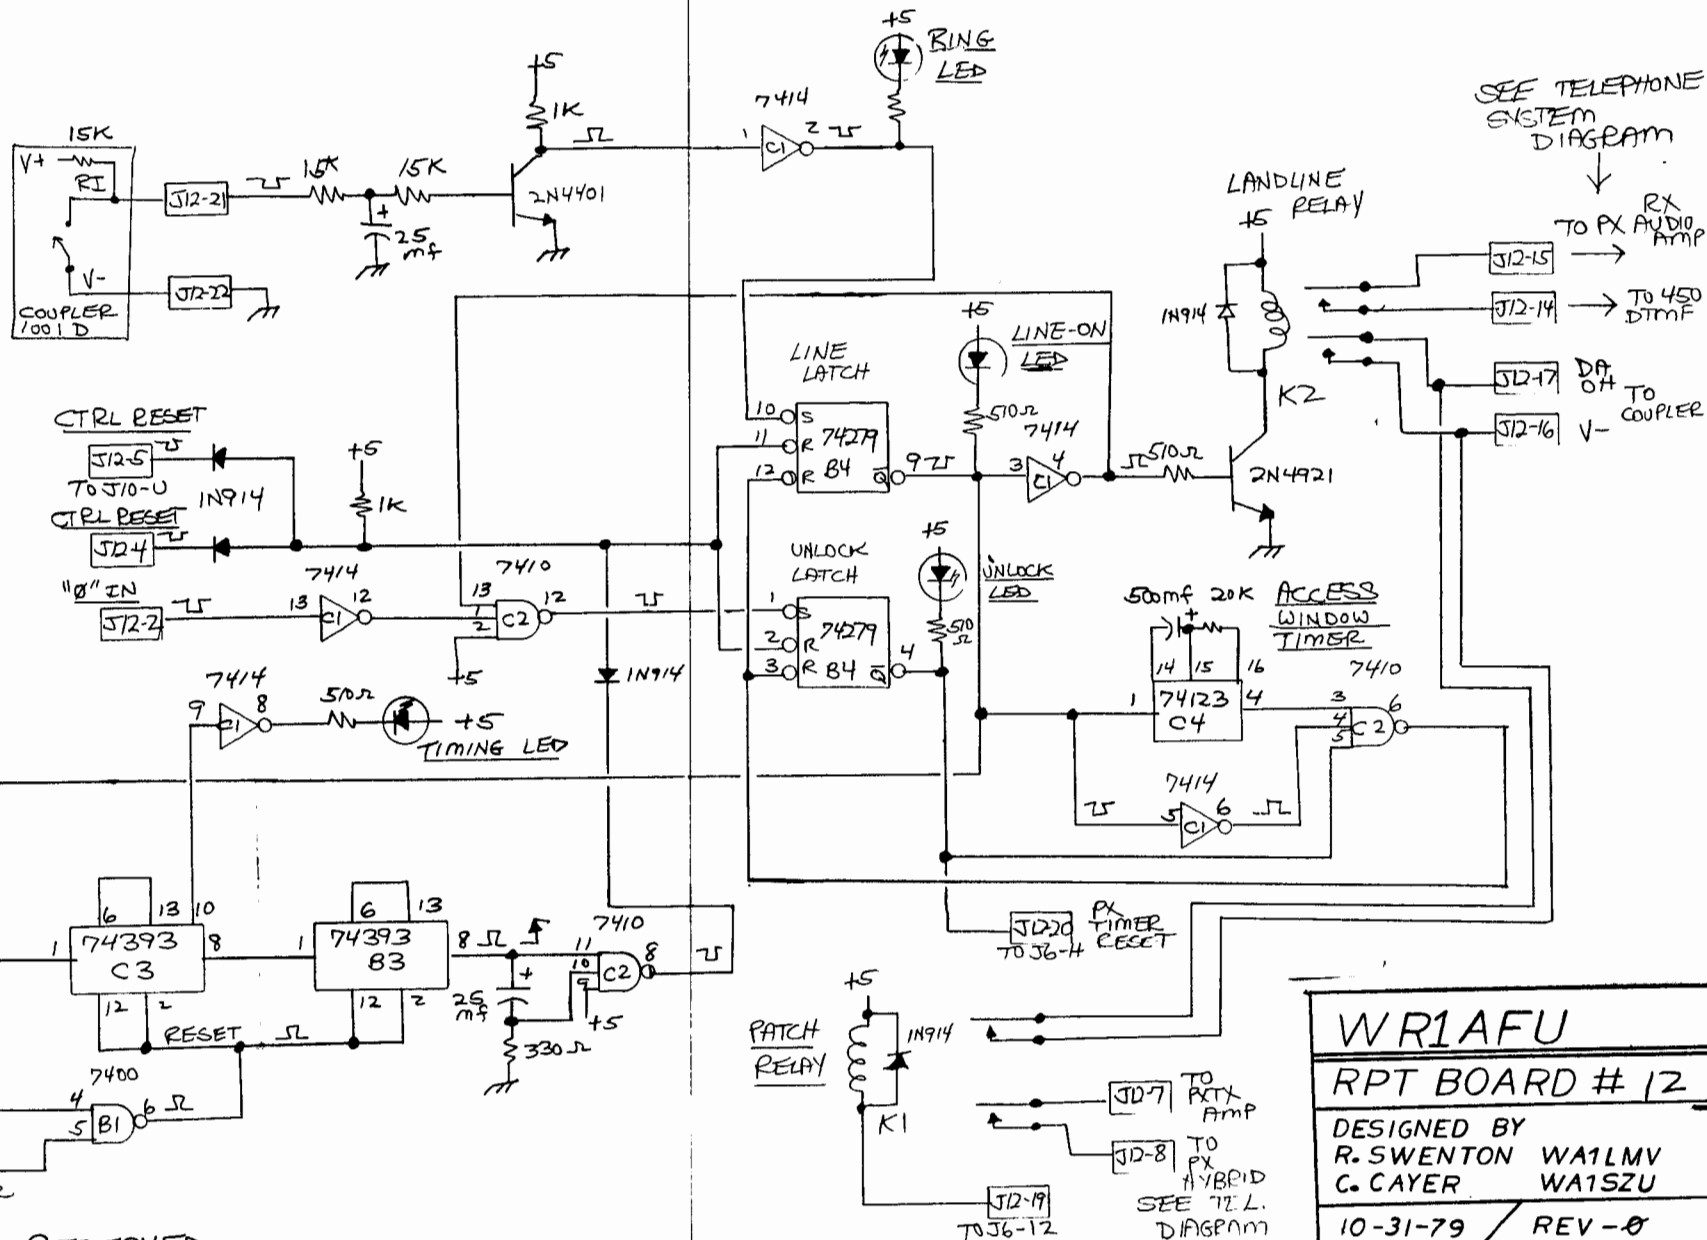 +5
RING
LED
+5
1K
7414
1
C1
2
SEE TELEPHONE
SYSTEM
DIAGRAM
15K
V+
RI
J12-21
15K
15K
2N4401
+
25
mf
V-
J12-22
COUPLER
1001D
LANDLINE
RELAY
+5
RX
TO PX AUDIO
AMP
J12-15
1N914
J12-14
TO 450
DTMF
K2
J12-17
DA
OH
TO
COUPLER
J12-16
V-
+5
LINE-ON
LED
LINE
LATCH
510Ω
10
S
11
R
74279
12
R
B4
Q
9
7414
3
C1
4
510Ω
2N4921
CTRL RESET
J12-5
TO J10-U
1N914
+5
1K
CTRL RESET
J12-4
"0" IN
J12-2
7414
13
C1
12
7410
13
1
2
C2
12
+5
1N914
UNLOCK
LATCH
+5
UNLOCK
LED
510
Ω
1
S
74279
2
R
3
R
B4
Q
4
500mf
20K
+
ACCESS
WINDOW
TIMER
14
15
16
1
74123
C4
4
7410
3
4
5
C2
6
7414
5
C1
6
7414
9
C1
8
510Ω
+5
TIMING LED
6
13
10
1
74393
C3
8
12
2
6
13
1
74393
B3
8
12
2
RESET
+
25
mf
330Ω
7410
11
10
9
C2
8
+5
7400
4
5
B1
6
J1220
TO J6-H
PX
TIMER
RESET
+5
PATCH
RELAY
1N914
K1
J12-7
TO
PXTX
AMP
J12-8
TO
PX
HYBRID
SEE TEL.
DIAGRAM
J12-19
TO J6-12
WR1AFU
RPT BOARD # 12
DESIGNED BY
R. SWENTON WA1LMV
C. CAYER WA1SZU
10-31-79 / REV-0